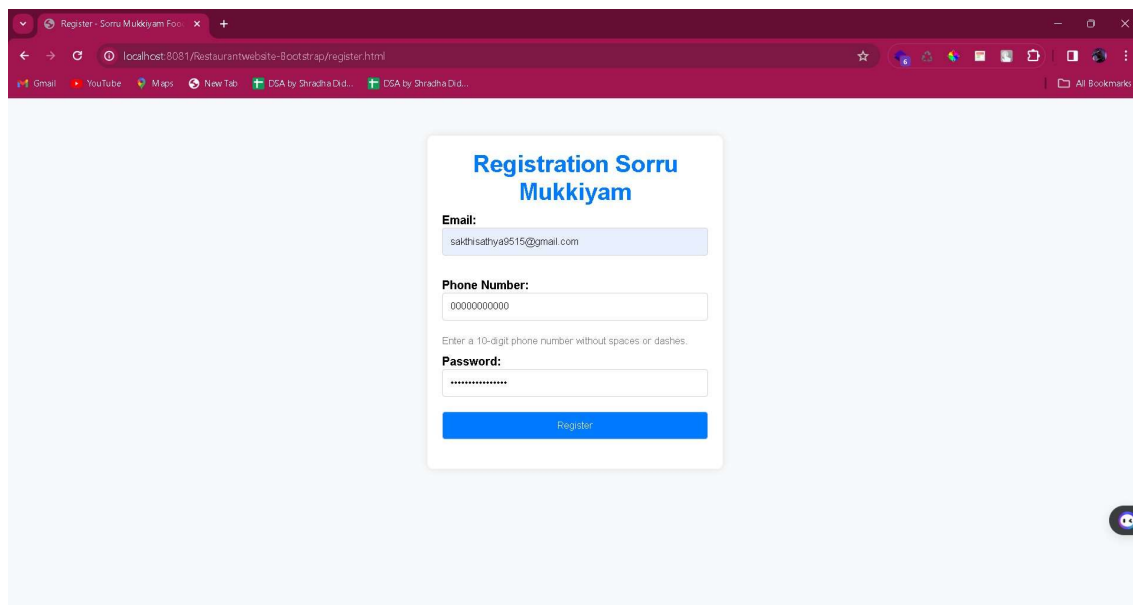 Register - Sorru Mukkiyam Foo
localhost:8081/Restaurantwebsite-Bootstrap/register.html
6
Gmail YouTube Maps New Tab DSA by Shradha Did... DSA by Shradha Did... All Bookmarks
Registration Sorru
Mukkiyam
Email:
sakthisathya9515@gmail.com
Phone Number:
00000000000
Enter a 10-digit phone number without spaces or dashes.
Password:
••••••••••••••••
Register